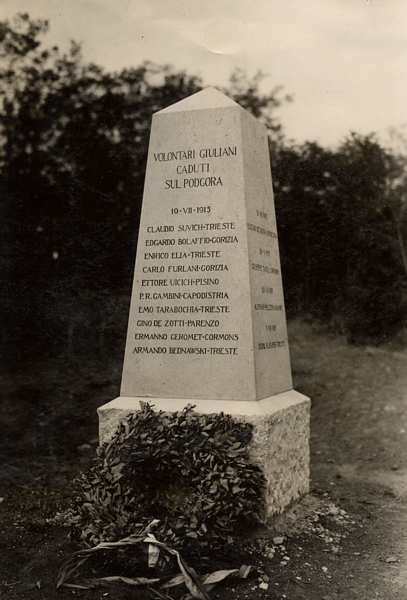 VOLONTARI GIULIANI
CADUTI
SUL PODGORA
19·VII·1915
CLAUDIO SUVICH·TRIESTE
EDGARDO BOLAFFIO·GORIZIA
ENRICO ELIA·TRIESTE
CARLO FURLANI·GORIZIA
ETTORE UICICH·PISINO
P.R. GAMBINI·CAPODISTRIA
EMO TARABOCHIA·TRIESTE
GINO DE ZOTTI·PARENZO
ERMANNO GEROMET·CORMONS
ARMANDO BEDNAWSKI·TRIESTE